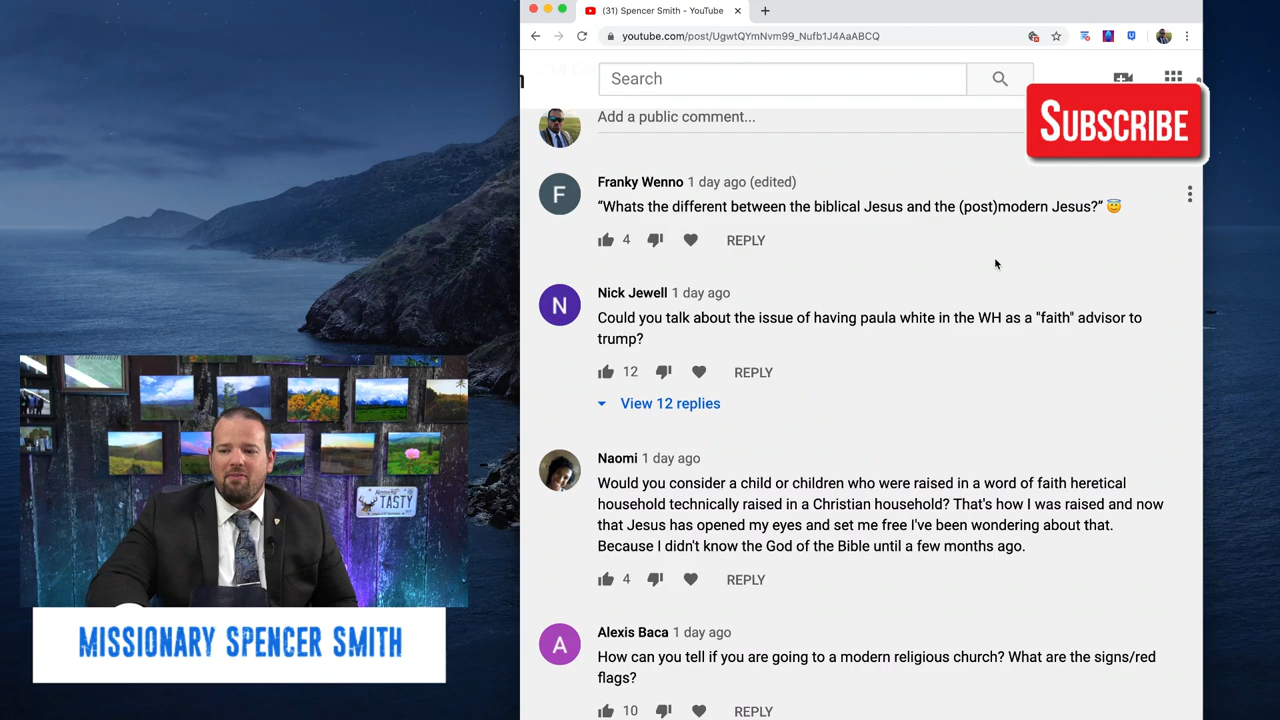 (31) Spencer Smith - YouTube
youtube.com/post/UgwtQYmNvm99_Nufb1J4AaABCQ
Search
SUBSCRIBE
Add a public comment...
F
Franky Wenno 1 day ago (edited)
“Whats the different between the biblical Jesus and the (post)modern Jesus?” 😇
4 REPLY
N
Nick Jewell 1 day ago
Could you talk about the issue of having paula white in the WH as a "faith" advisor to
trump?
12 REPLY
View 12 replies
Naomi 1 day ago
Would you consider a child or children who were raised in a word of faith heretical
household technically raised in a Christian household? That's how I was raised and now
that Jesus has opened my eyes and set me free I've been wondering about that.
Because I didn't know the God of the Bible until a few months ago.
4 REPLY
TASTY
MISSIONARY SPENCER SMITH
A
Alexis Baca 1 day ago
How can you tell if you are going to a modern religious church? What are the signs/red
flags?
10 REPLY